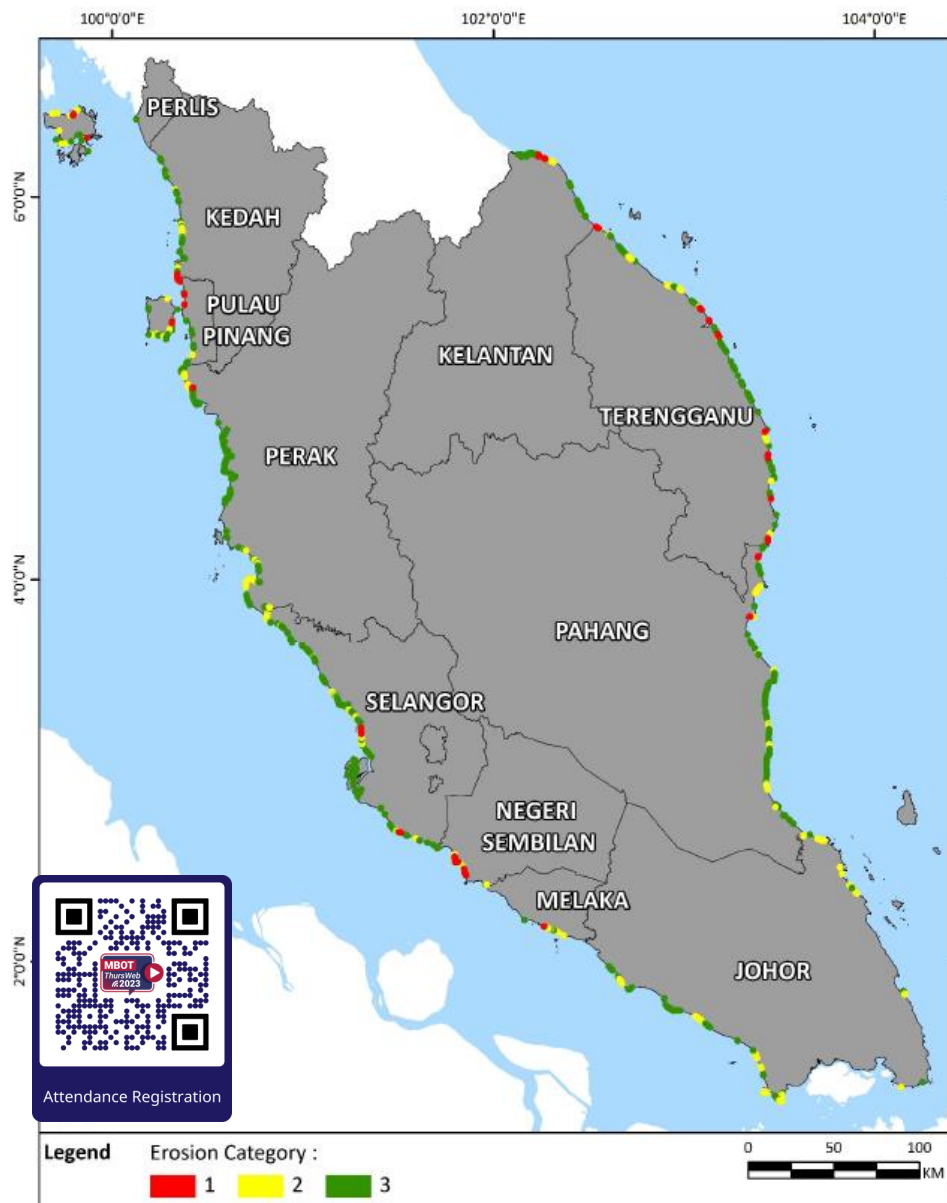 100°0'0"E
102°0'0"E
104°0'0"E
6°0'0"N
4°0'0"N
2°0'0"N
PERLIS
KEDAH
PULAU
PINANG
KELANTAN
TERENGGANU
PERAK
PAHANG
SELANGOR
NEGERI
SEMBILAN
MELAKA
JOHOR
MBOT
ThursWeb
2023
Attendance Registration
Legend
Erosion Category :
1
2
3
0
50
100
KM